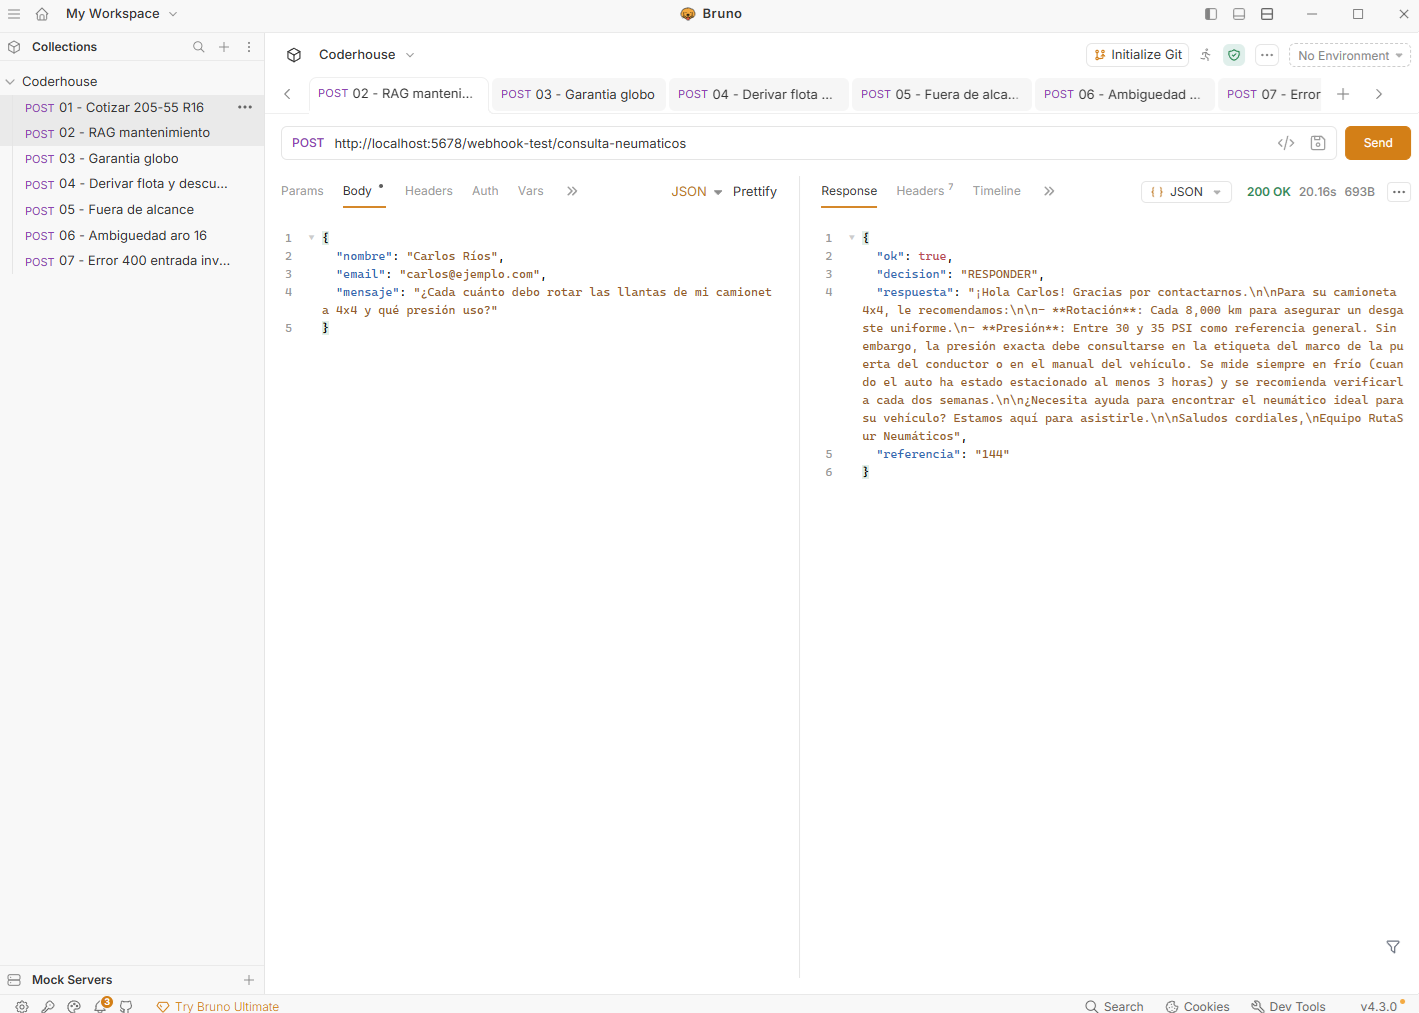 My Workspace
Bruno
Collections
Coderhouse
POST 01 - Cotizar 205-55 R16
POST 02 - RAG mantenimiento
POST 03 - Garantia globo
POST 04 - Derivar flota y descu...
POST 05 - Fuera de alcance
POST 06 - Ambiguedad aro 16
POST 07 - Error 400 entrada inv...
Mock Servers
Coderhouse
Initialize Git
No Environment
POST 02 - RAG manteni...
POST 03 - Garantia globo
POST 04 - Derivar flota ...
POST 05 - Fuera de alca...
POST 06 - Ambiguedad ...
POST 07 - Error
POST http://localhost:5678/webhook-test/consulta-neumaticos
Send
Params Body Headers Auth Vars JSON Prettify
1 {
2 "nombre": "Carlos Ríos",
3 "email": "carlos@ejemplo.com",
4 "mensaje": "¿Cada cuánto debo rotar las llantas de mi camionet
a 4x4 y qué presión uso?"
5 }
Response Headers 7 Timeline { } JSON 200 OK 20.16s 693B
1 {
2 "ok": true,
3 "decision": "RESPONDER",
4 "respuesta": "¡Hola Carlos! Gracias por contactarnos.\n\nPara su camioneta
4x4, le recomendamos:\n\n- **Rotación**: Cada 8,000 km para asegurar un desga
ste uniforme.\n- **Presión**: Entre 30 y 35 PSI como referencia general. Sin
embargo, la presión exacta debe consultarse en la etiqueta del marco de la pu
erta del conductor o en el manual del vehículo. Se mide siempre en frío (cuan
do el auto ha estado estacionado al menos 3 horas) y se recomienda verificarl
a cada dos semanas.\n\n¿Necesita ayuda para encontrar el neumático ideal para
su vehículo? Estamos aquí para asistirle.\n\nSaludos cordiales,\nEquipo RutaS
ur Neumáticos",
5 "referencia": "144"
6 }
3
Try Bruno Ultimate
Search
Cookies
Dev Tools
v4.3.0